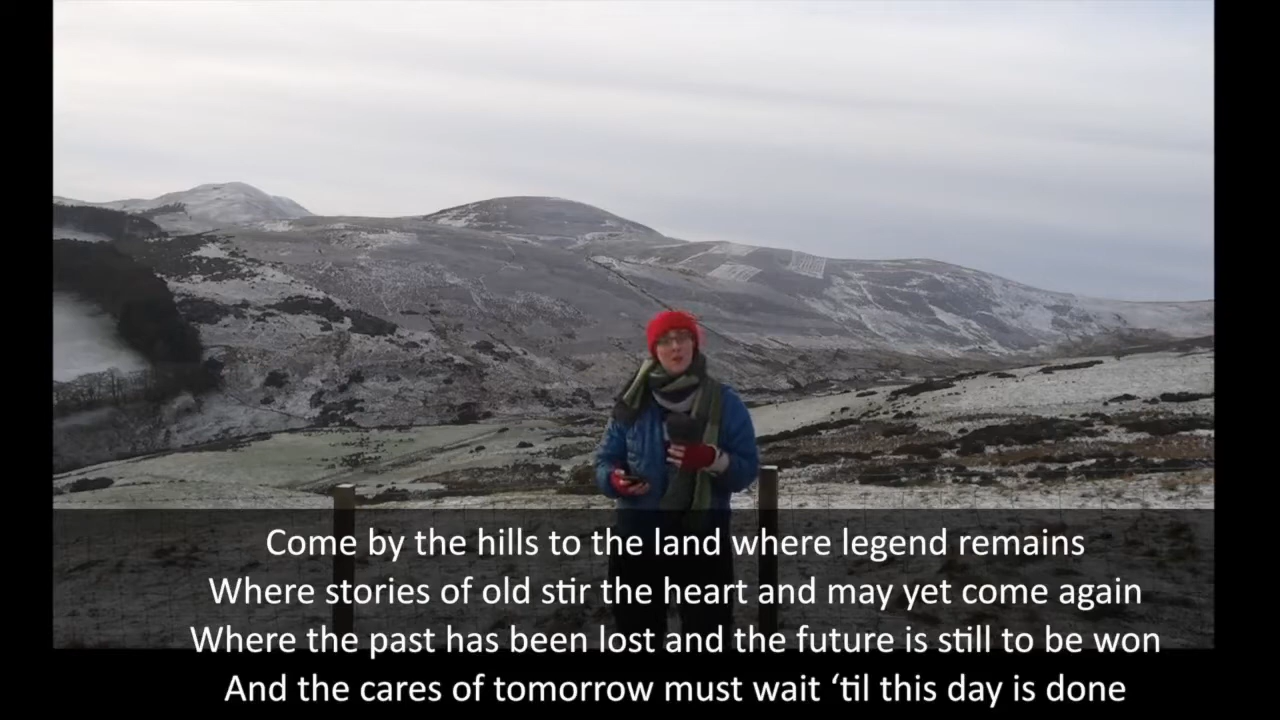 Come by the hills to the land where legend remains
Where stories of old stir the heart and may yet come again
Where the past has been lost and the future is still to be won
And the cares of tomorrow must wait ‘til this day is done